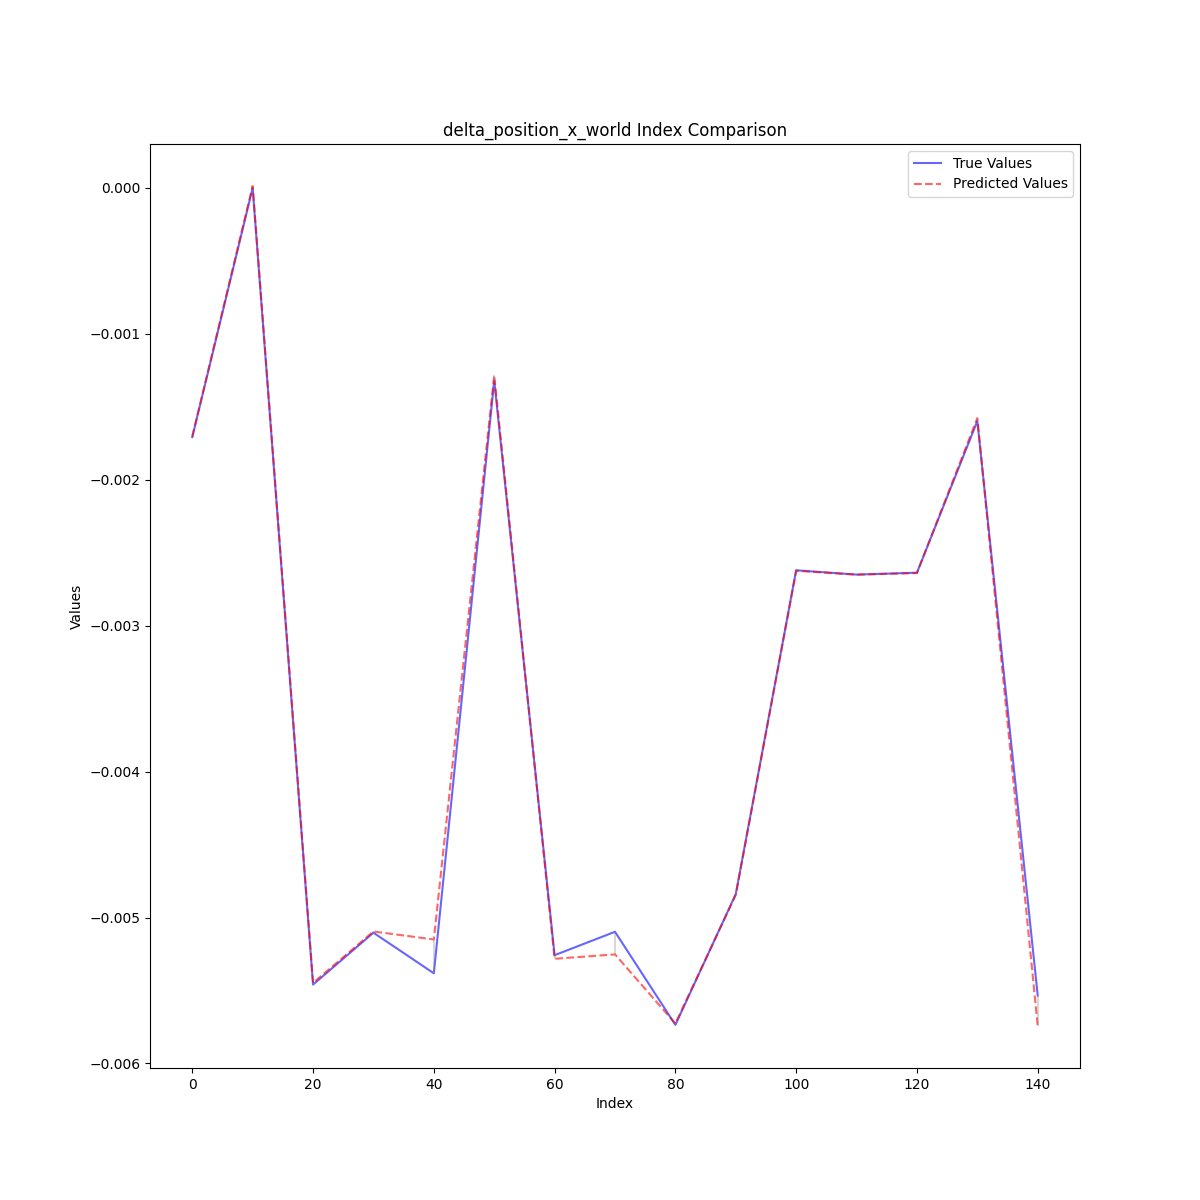 delta_position_x_world Index Comparison
True Values
Predicted Values
0.000
−0.001
−0.002
−0.003
−0.004
−0.005
−0.006
Values
0 20 40 60 80 100 120 140
Index